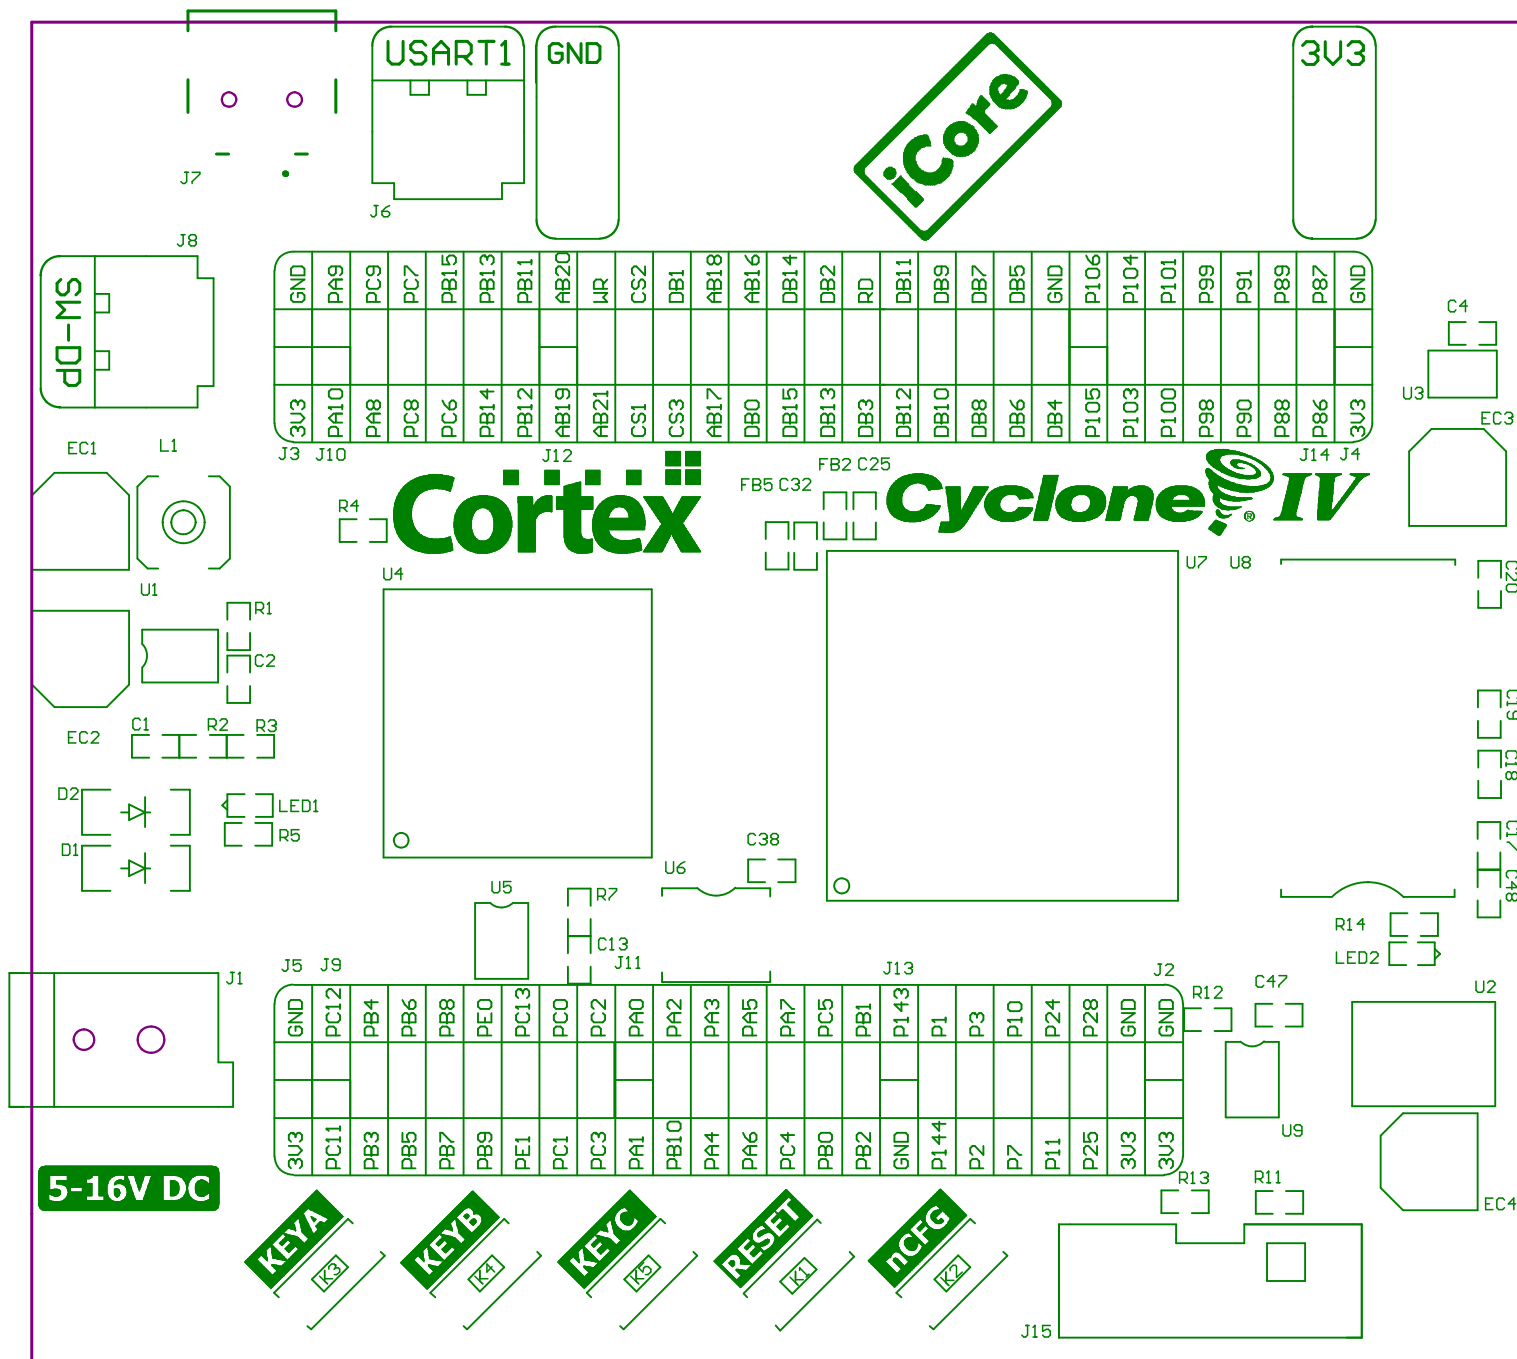 USART1
GND
iCore
3V3
J7
J6
J8
SW-DP
GND PA9 PC9 PC7 PB15 PB13 PB11 AB20 WR CS2 DB1 AB18 AB16 DB14 DB2 RD DB11 DB9 DB7 DB5 GND P106 P104 P101 P99 P91 P89 P87 GND
3V3 PA10 PA8 PC8 PC6 PB14 PB12 AB19 AB21 CS1 CS3 AB17 DB0 DB15 DB13 DB3 DB12 DB10 DB8 DB6 DB4 P105 P103 P100 P98 P90 P88 P86 3V3
C4
U3
EC3
EC1
L1
J3
J10
J12
J14
J4
R4
Cortex
FB5
C32
FB2
C25
Cyclone IV
®
U4
U7
U8
C20
U1
R1
C2
C1
R2
R3
EC2
C19
C18
D2
LED1
R5
D1
C38
C17
C48
U6
U5
R7
C13
R14
LED2
J1
J5
J9
J11
J13
J2
R12
C47
U2
GND PC12 PB4 PB6 PB8 PE0 PC13 PC0 PC2 PA0 PA2 PA3 PA5 PA7 PC5 PB1 P143 P1 P3 P10 P24 P28 GND GND
3V3 PC11 PB3 PB5 PB7 PB9 PE1 PC1 PC3 PA1 PB10 PA4 PA6 PC4 PB0 PB2 GND P144 P2 P7 P11 P25 3V3 3V3
U9
5-16V DC
R13
R11
EC4
KEYA
KEYB
KEYC
RESET
nCFG
K3
K4
K5
K1
K2
J15